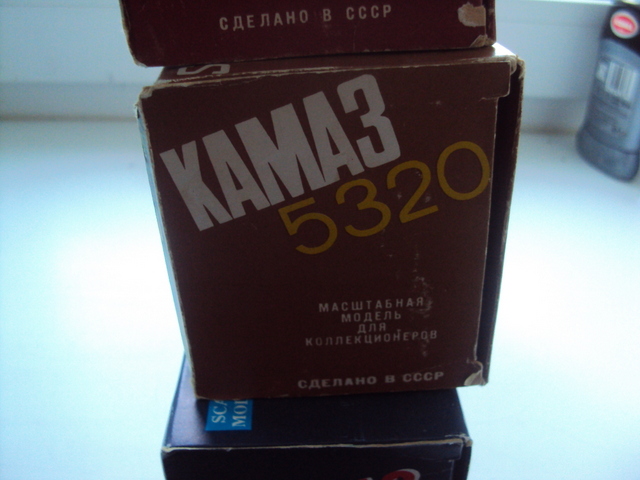 СДЕЛАНО В СССР
КАМАЗ
5320
МАСШТАБНАЯ
МОДЕЛЬ
ДЛЯ
КОЛЛЕКЦИОНЕРОВ
СДЕЛАНО В СССР